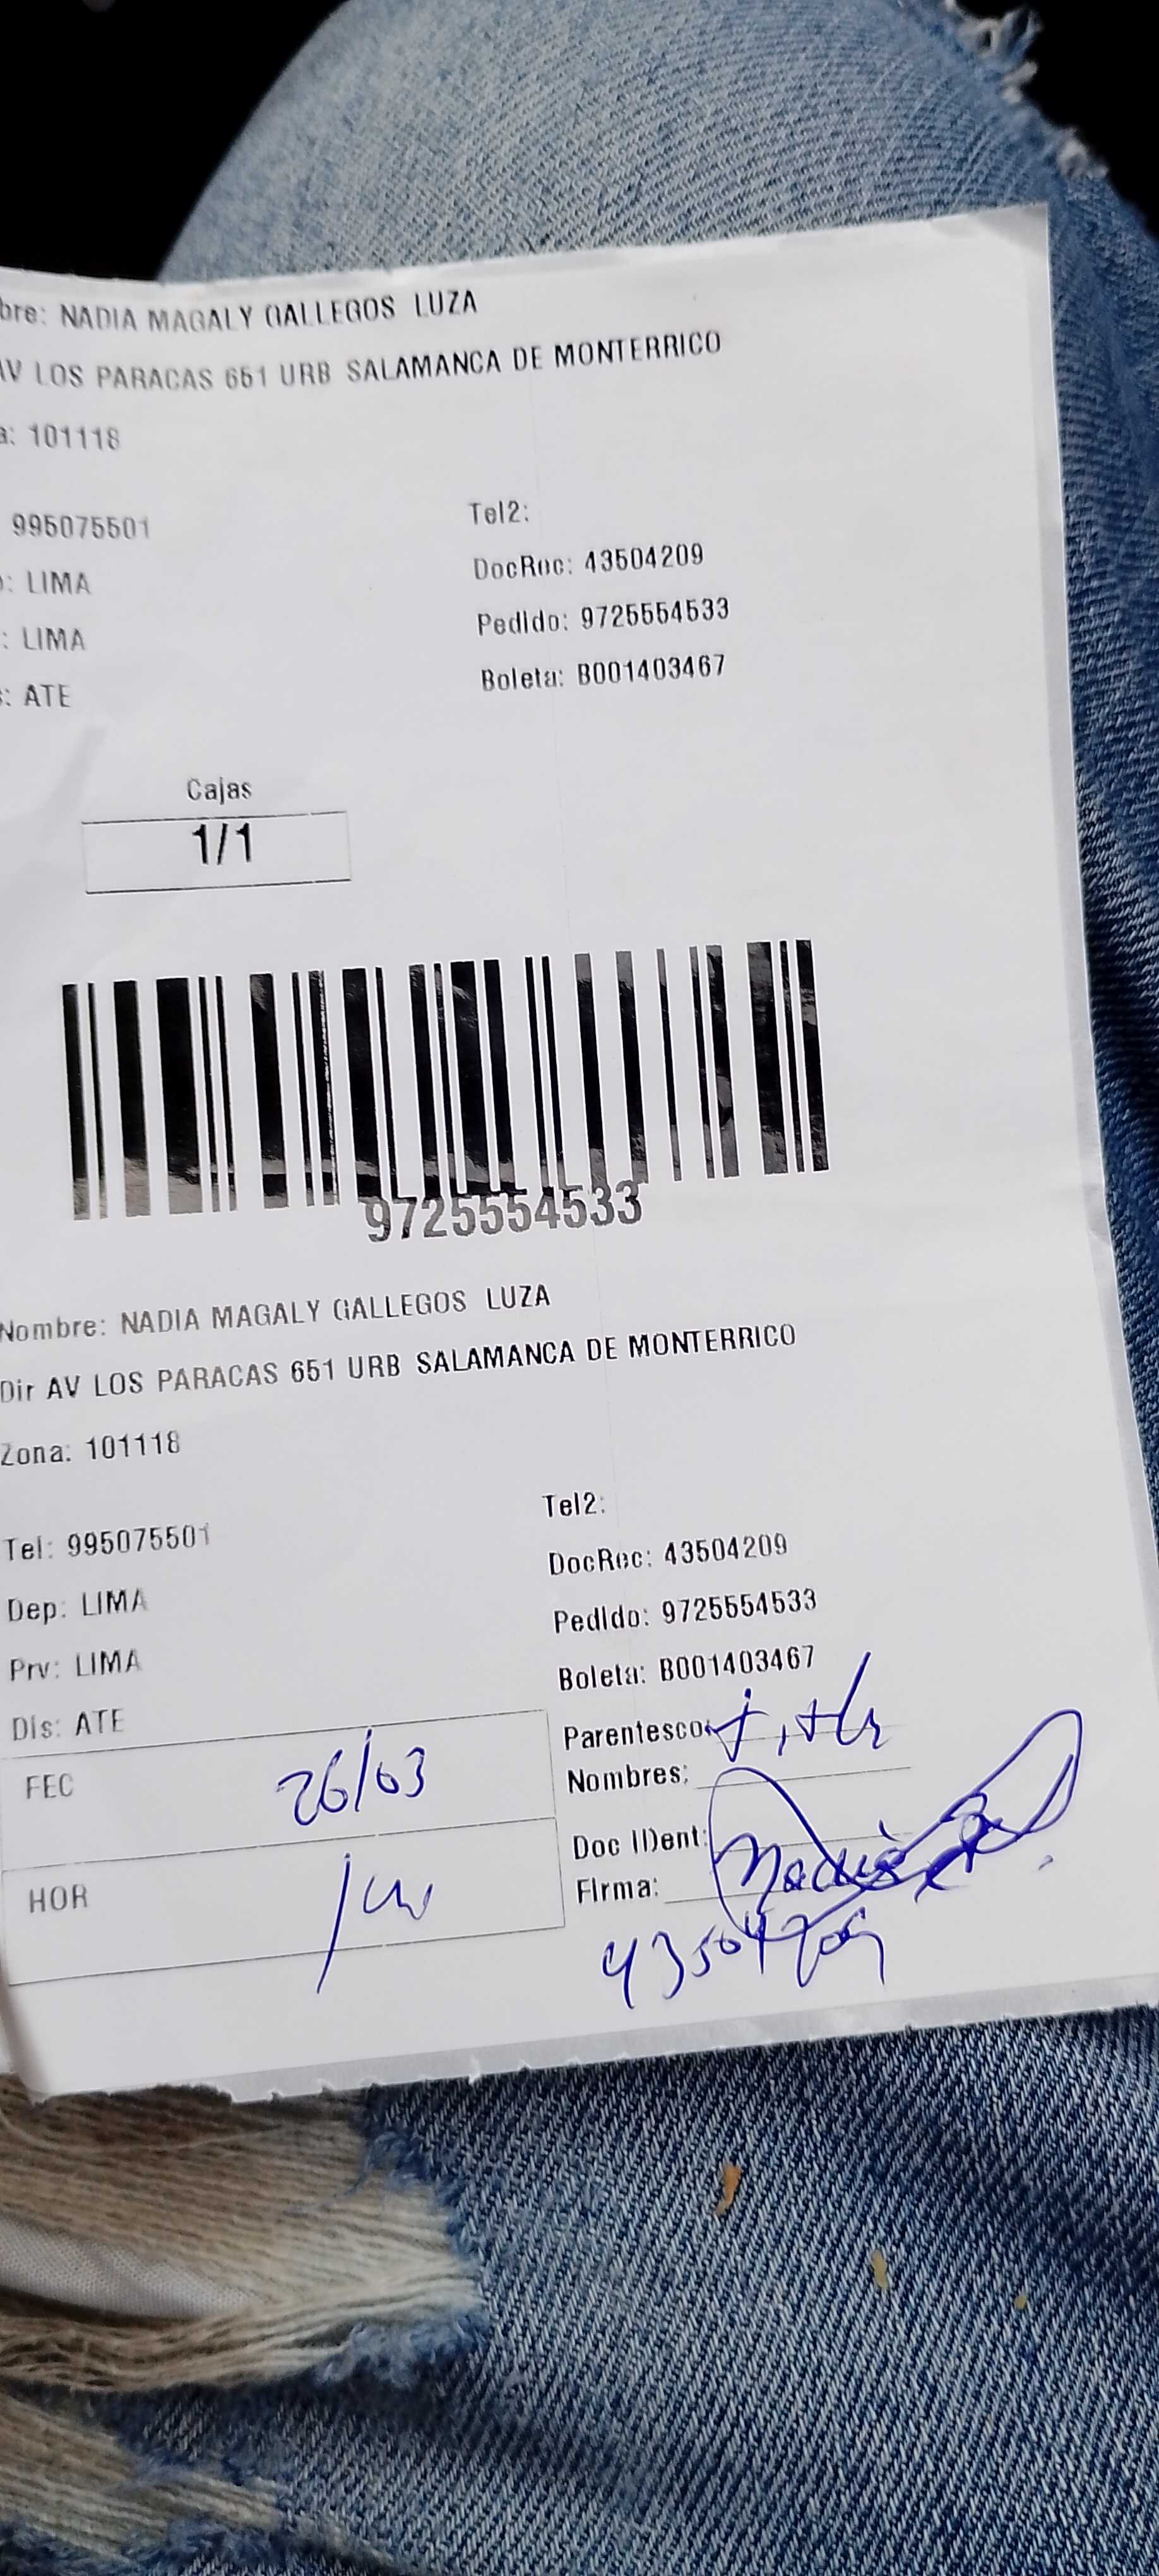 bre: NADIA MAGALY GALLEGOS LUZA
AV LOS PARACAS 651 URB SALAMANCA DE MONTERRICO
a: 101118
995075501
Tel2:
DocRec: 43504209
: LIMA
Pedido: 9725554533
: LIMA
Boleta: B001403467
s: ATE
Cajas
1/1
9725554533
Nombre: NADIA MAGALY GALLEGOS LUZA
Dir AV LOS PARACAS 651 URB SALAMANCA DE MONTERRICO
Zona: 101118
Tel2:
Tel: 995075501
DocRec: 43504209
Dep: LIMA
Pedido: 9725554533
Prv: LIMA
Boleta: B001403467
Dis: ATE
Parentesco:
FEC 26/03
Nombres:
Doc IDent:
HOR
Firma: Nadia
43504209